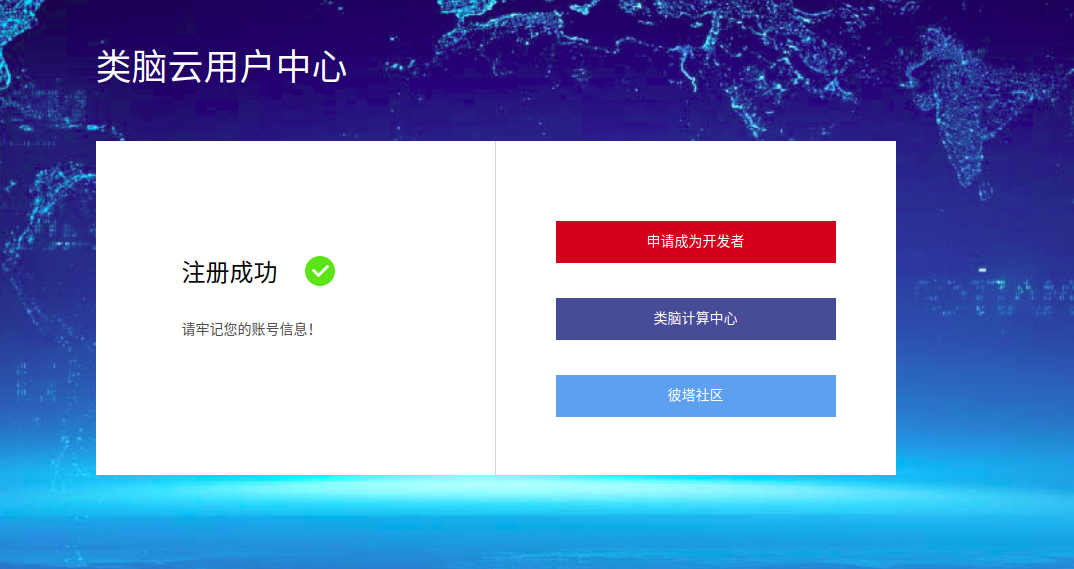 类脑云用户中心
注册成功
请牢记您的账号信息！
申请成为开发者
类脑计算中心
彼塔社区